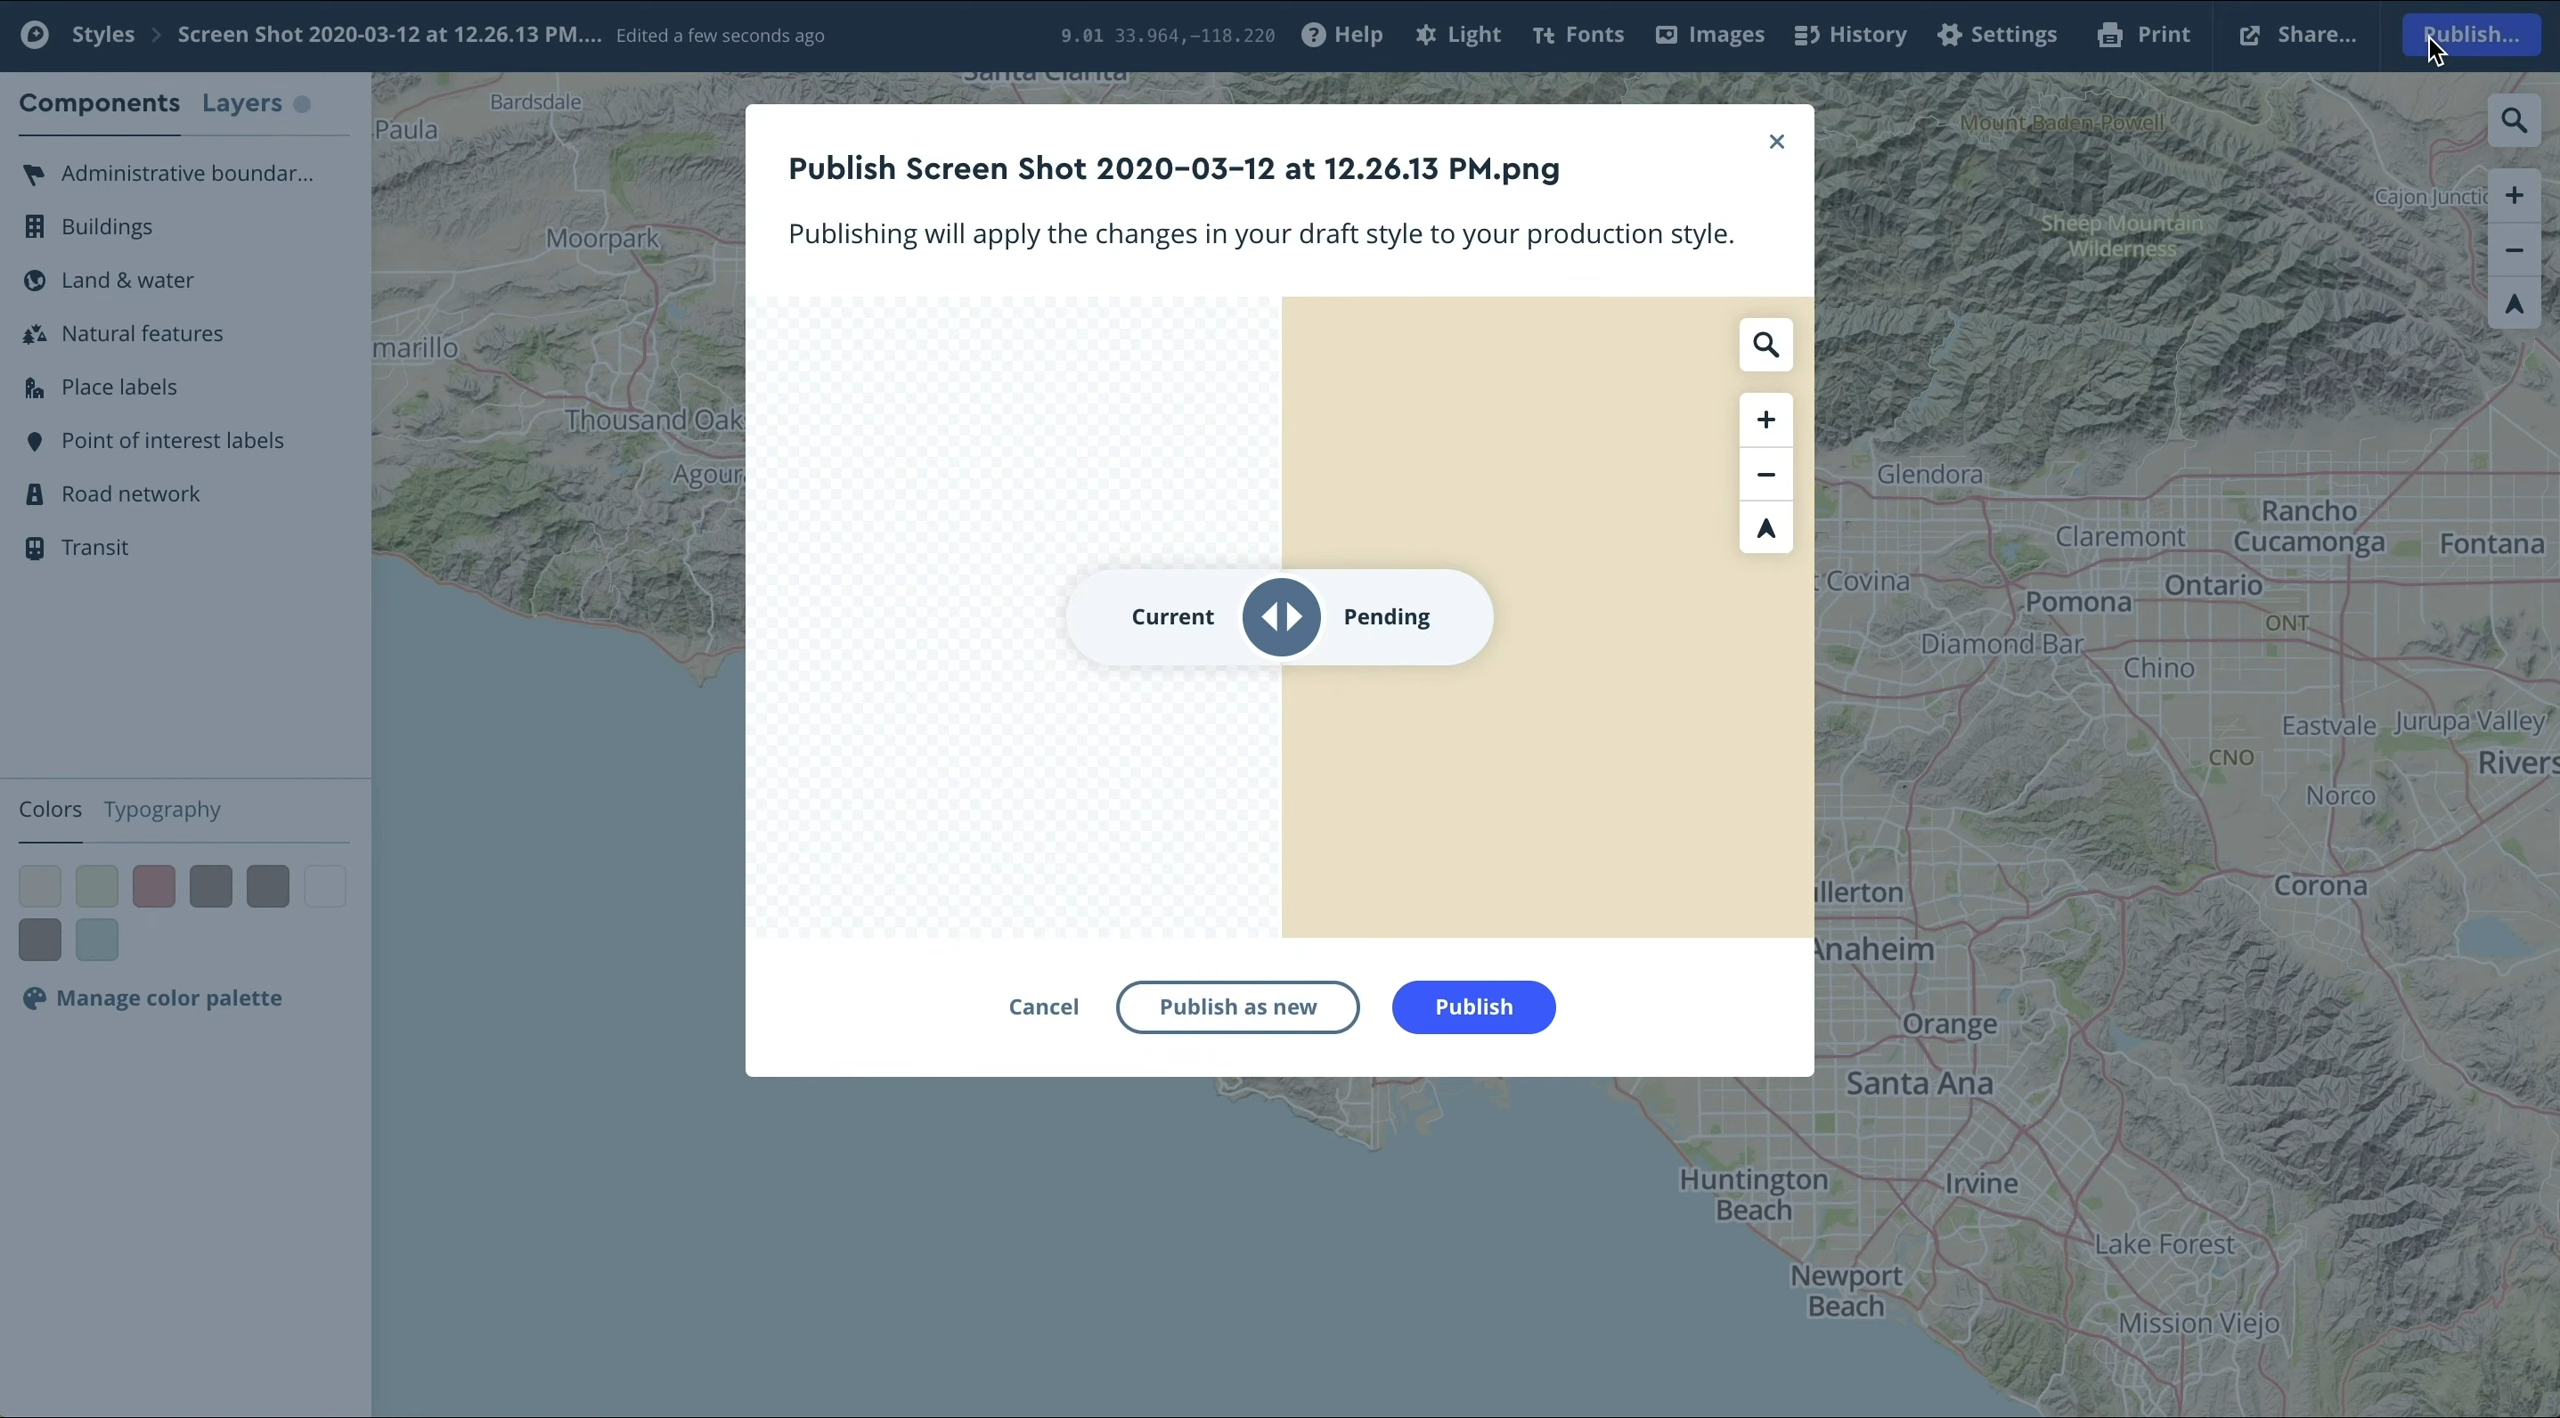 Styles
Screen Shot 2020-03-12 at 12.26.13 PM....
Edited a few seconds ago
9.01 33.964,-118.220
Help
Light
Fonts
Images
History
Settings
Print
Share...
Publish...
Components
Layers
Administrative boundar...
Buildings
Land & water
Natural features
Place labels
Point of interest labels
Road network
Transit
Colors
Typography
Manage color palette
Publish Screen Shot 2020-03-12 at 12.26.13 PM.png
Publishing will apply the changes in your draft style to your production style.
Current
Pending
Cancel
Publish as new
Publish
Santa Clarita
Bardsdale
Paula
Moorpark
marillo
Thousand Oak
Agour
Mount Baden-Powell
Cajon Junctic
Sheep Mountain
Wilderness
Glendora
Claremont
Rancho
Cucamonga
Fontana
Covina
Ontario
Pomona
ONT
Diamond Bar
Chino
Eastvale
Jurupa Valley
CNO
Rivers
Norco
Corona
llerton
Anaheim
Orange
Santa Ana
Huntington
Beach
Irvine
Lake Forest
Newport
Beach
Mission Viejo